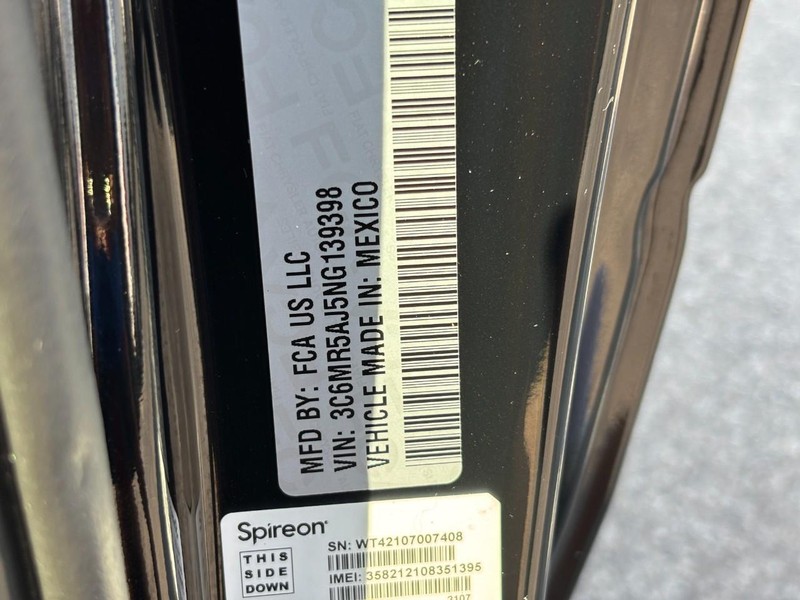 MFD BY: FCA US LLC
VIN: 3C6MR5AJ5NG139398
VEHICLE MADE IN: MEXICO
Spireon
THIS
SIDE
DOWN
SN: WT42107007408
IMEI: 358212108351395
2107